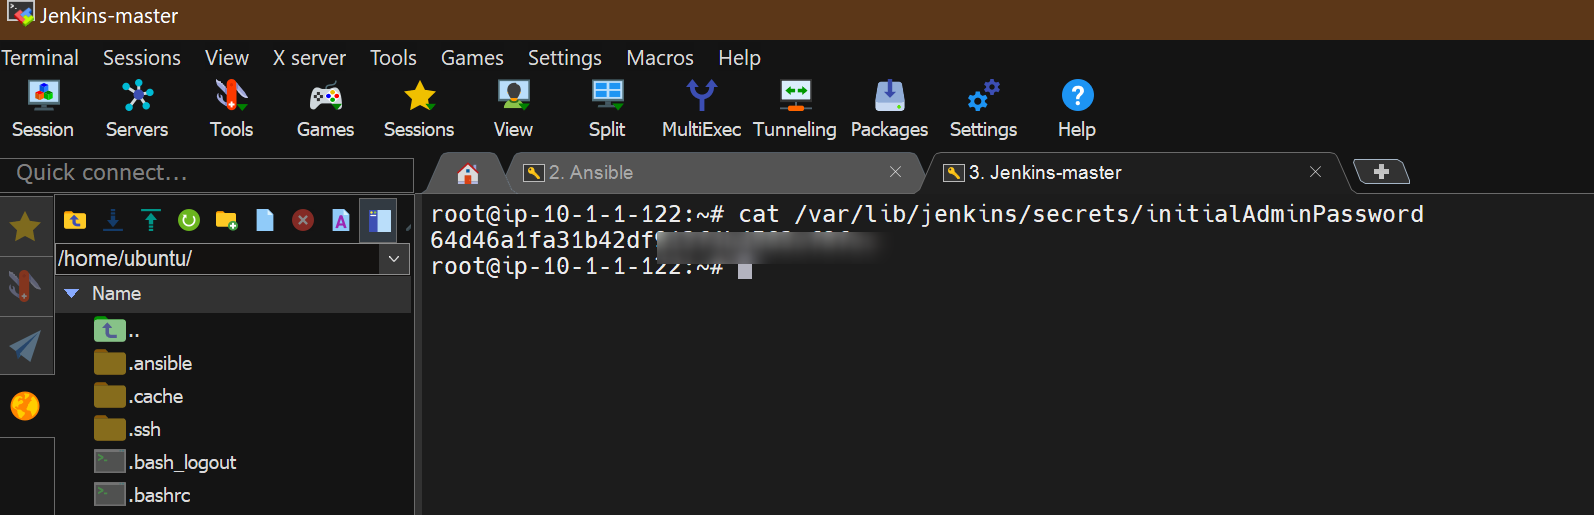 Jenkins-master
Terminal Sessions View X server Tools Games Settings Macros Help
Session Servers Tools Games Sessions View Split MultiExec Tunneling Packages Settings Help
Quick connect...
2. Ansible
3. Jenkins-master
/home/ubuntu/
Name
..
.ansible
.cache
.ssh
.bash_logout
.bashrc
root@ip-10-1-1-122:~# cat /var/lib/jenkins/secrets/initialAdminPassword
64d46a1fa31b42df
root@ip-10-1-1-122:~#